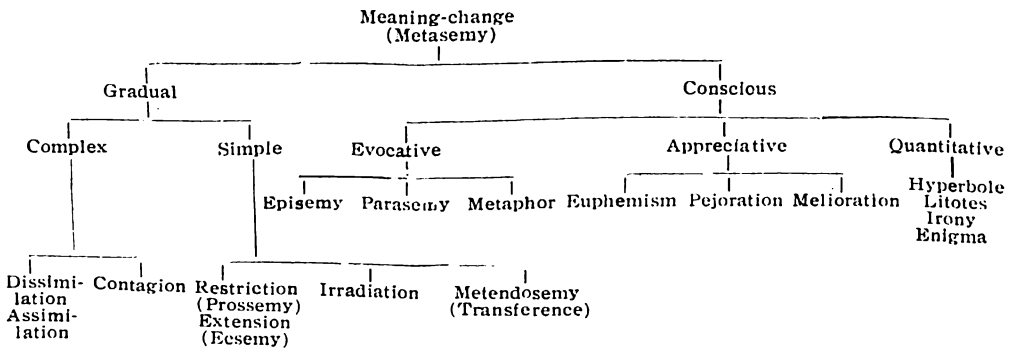 Meaning-change
(Metasemy)
Gradual Conscious
Complex Simple Evocative Appreciative Quantitative
Episemy Parasemy Metaphor Euphemism Pejoration Melioration
Hyperbole
Litotes
Irony
Enigma
Dissimi-
lation
Assimi-
lation
Contagion
Restriction
(Prossemy)
Extension
(Ecsemy)
Irradiation
Metendosemy
(Transference)